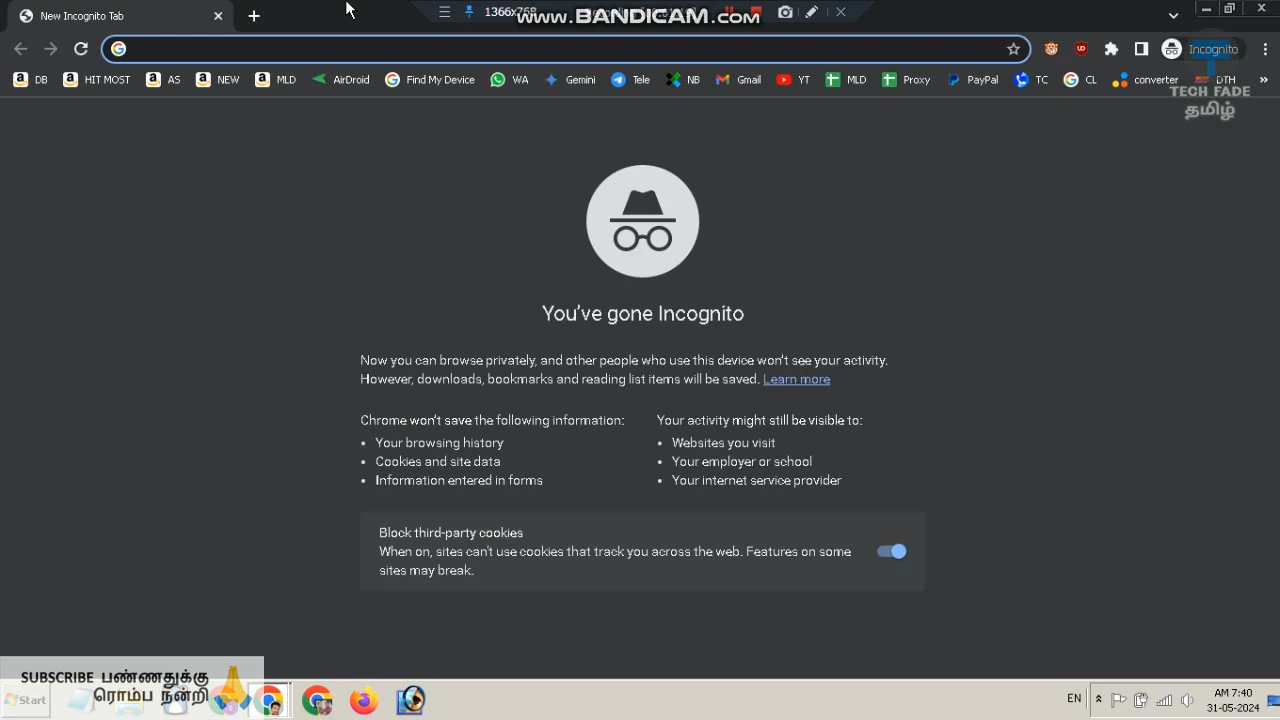 New Incognito Tab
1366x768
www.BANDICAM.com
Incognito
DB
HIT MOST
AS
NEW
MLD
AirDroid
Find My Device
WA
Gemini
Tele
NB
Gmail
YT
MLD
Proxy
PayPal
TC
CL
converter
DTH
TECH FADE
தமிழ்
You've gone Incognito
Now you can browse privately, and other people who use this device won't see your activity.
However, downloads, bookmarks and reading list items will be saved. Learn more
Chrome won't save the following information:
Your browsing history
Cookies and site data
Information entered in forms
Your activity might still be visible to:
Websites you visit
Your employer or school
Your internet service provider
Block third-party cookies
When on, sites can't use cookies that track you across the web. Features on some
sites may break.
SUBSCRIBE பண்ணதுக்கு
ரொம்ப நன்றி
Start
EN
AM 7:40
31-05-2024